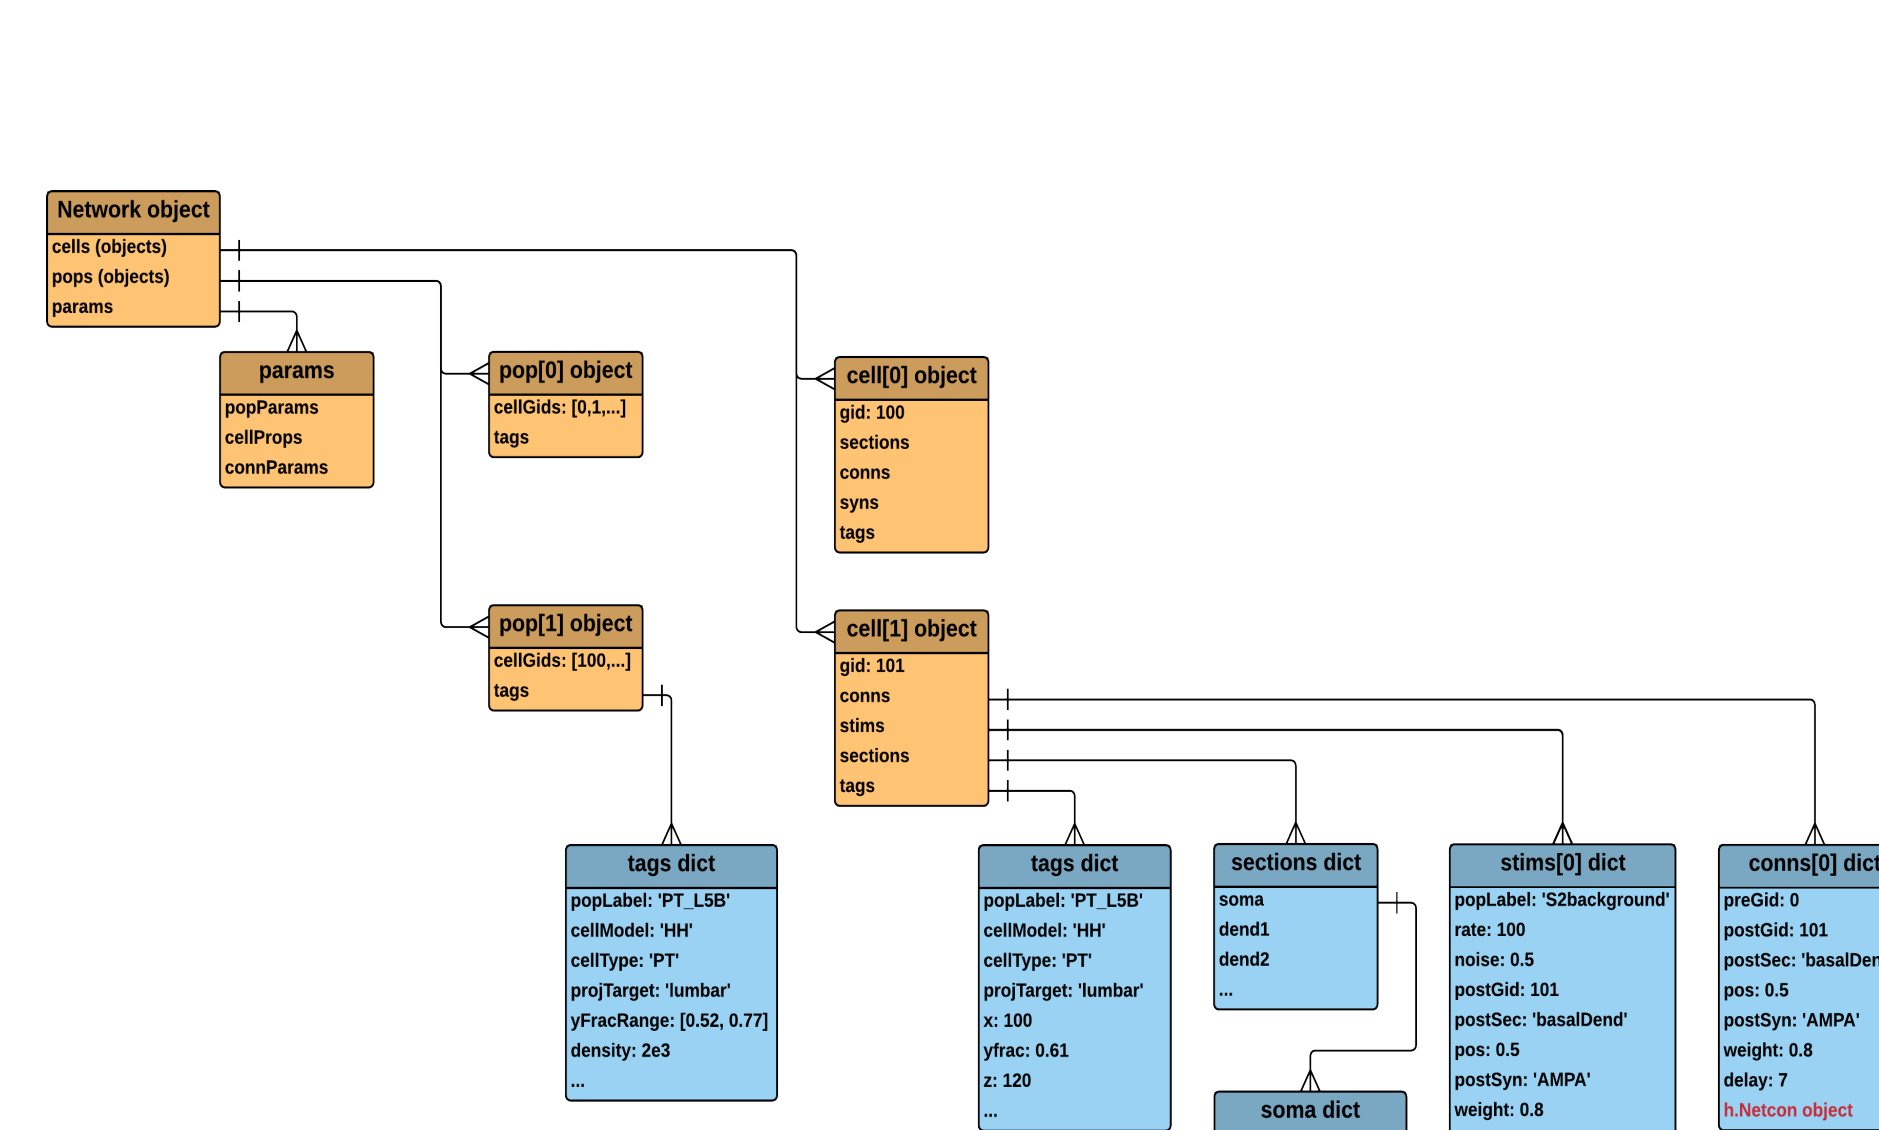 Network object
cells (objects)
pops (objects)
params
params
popParams
cellProps
connParams
pop[0] object
cellGids: [0,1,...]
tags
cell[0] object
gid: 100
sections
conns
syns
tags
pop[1] object
cellGids: [100,...]
tags
cell[1] object
gid: 101
conns
stims
sections
tags
tags dict
popLabel: 'PT_L5B'
cellModel: 'HH'
cellType: 'PT'
projTarget: 'lumbar'
yFracRange: [0.52, 0.77]
density: 2e3
...
tags dict
popLabel: 'PT_L5B'
cellModel: 'HH'
cellType: 'PT'
projTarget: 'lumbar'
x: 100
yfrac: 0.61
z: 120
...
sections dict
soma
dend1
dend2
...
soma dict
stims[0] dict
popLabel: 'S2background'
rate: 100
noise: 0.5
postGid: 101
postSec: 'basalDend'
pos: 0.5
postSyn: 'AMPA'
weight: 0.8
conns[0] dict
preGid: 0
postGid: 101
postSec: 'basalDen
pos: 0.5
postSyn: 'AMPA'
weight: 0.8
delay: 7
h.Netcon object